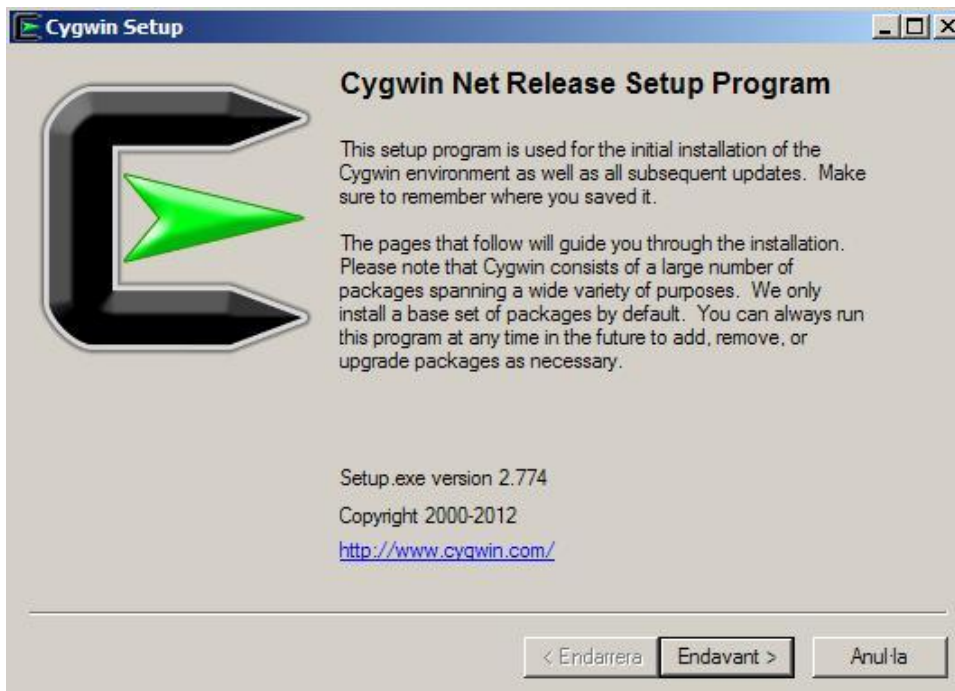 Cygwin Setup
Cygwin Net Release Setup Program
This setup program is used for the initial installation of the
Cygwin environment as well as all subsequent updates.  Make
sure to remember where you saved it.
The pages that follow will guide you through the installation.
Please note that Cygwin consists of a large number of
packages spanning a wide variety of purposes.  We only
install a base set of packages by default.  You can always run
this program at any time in the future to add, remove, or
upgrade packages as necessary.
Setup.exe version 2.774
Copyright 2000-2012
http://www.cygwin.com/
< Endarrera
Endavant >
Anul·la